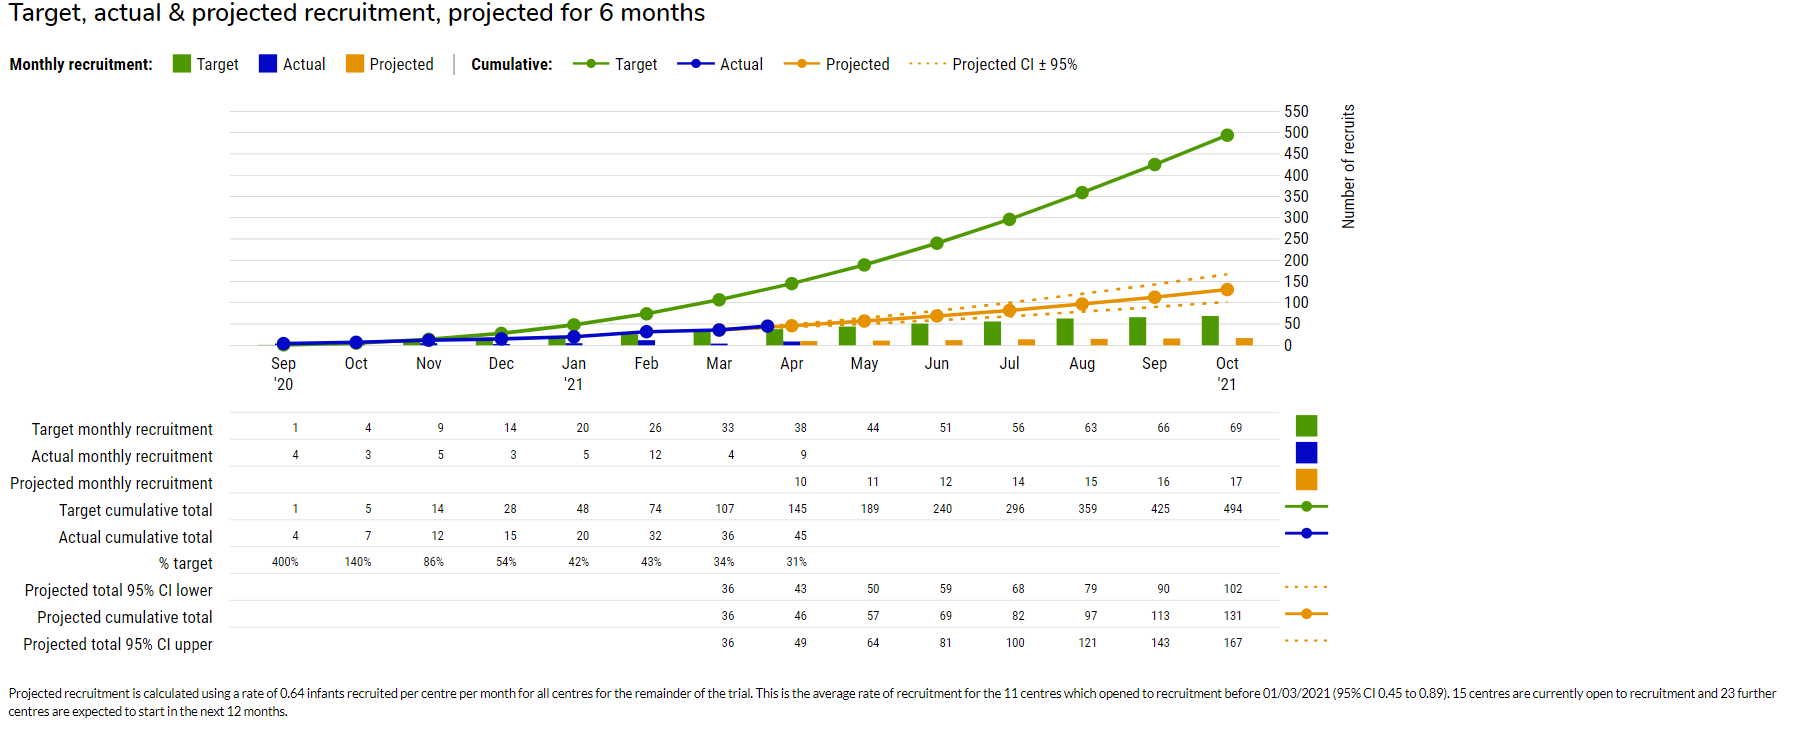 Target, actual & projected recruitment, projected for 6 months
Monthly recruitment: Target Actual Projected Cumulative: Target Actual Projected Projected CI ± 95%
550
500
450
400
350
300
250
200
150
100
50
0
Number of recruits
Sep Oct Nov Dec Jan Feb Mar Apr May Jun Jul Aug Sep Oct
'20 '21 '21
Target monthly recruitment 1 4 9 14 20 26 33 38 44 51 56 63 66 69
Actual monthly recruitment 4 3 5 3 5 12 4 9
Projected monthly recruitment 10 11 12 14 15 16 17
Target cumulative total 1 5 14 28 48 74 107 145 189 240 296 359 425 494
Actual cumulative total 4 7 12 15 20 32 36 45
% target 400% 140% 86% 54% 42% 43% 34% 31%
Projected total 95% CI lower 36 43 50 59 68 79 90 102
Projected cumulative total 36 46 57 69 82 97 113 131
Projected total 95% CI upper 36 49 64 81 100 121 143 167
Projected recruitment is calculated using a rate of 0.64 infants recruited per centre per month for all centres for the remainder of the trial. This is the average rate of recruitment for the 11 centres which opened to recruitment before 01/03/2021 (95% CI 0.45 to 0.89). 15 centres are currently open to recruitment and 23 further
centres are expected to start in the next 12 months.